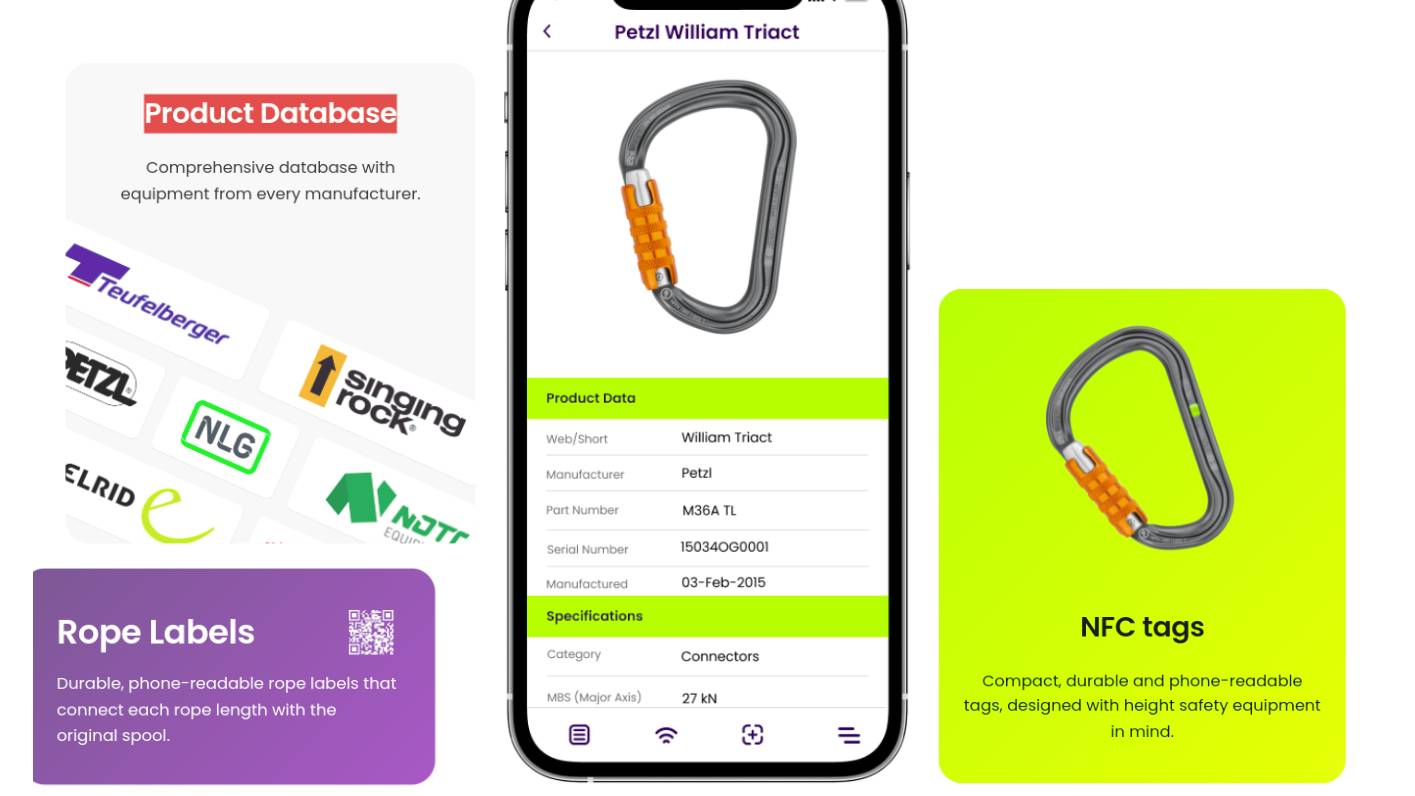 Product Database
Comprehensive database with
equipment from every manufacturer.
Teufelberger
PETZL
singing
rock
NLG
ELRID
e
Rope Labels
Durable, phone-readable rope labels that
connect each rope length with the
original spool.
Petzl William Triact
Product Data
Web/Short William Triact
Manufacturer Petzl
Part Number M36A TL
Serial Number 15034OG0001
Manufactured 03-Feb-2015
Specifications
Category Connectors
MBS (Major Axis) 27 kN
NFC tags
Compact, durable and phone-readable
tags, designed with height safety equipment
in mind.